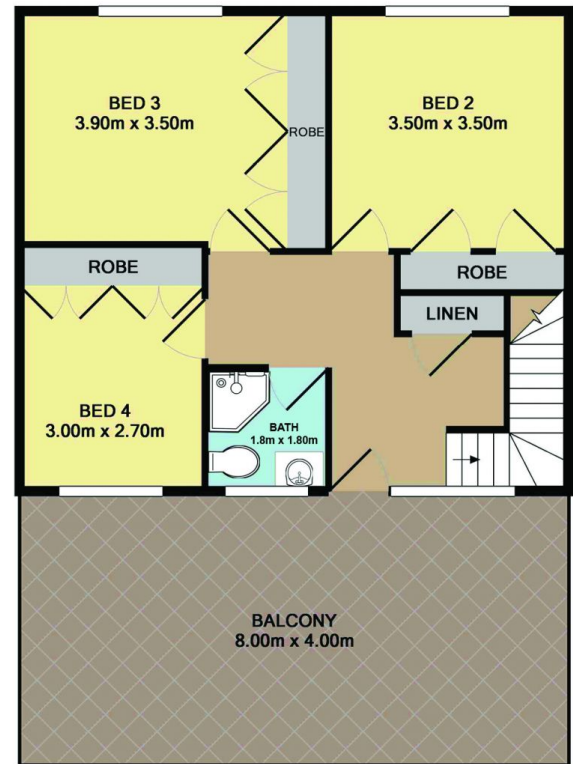 BED 3
3.90m x 3.50m
ROBE
BED 2
3.50m x 3.50m
ROBE
ROBE
LINEN
BED 4
3.00m x 2.70m
BATH
1.8m x 1.80m
BALCONY
8.00m x 4.00m